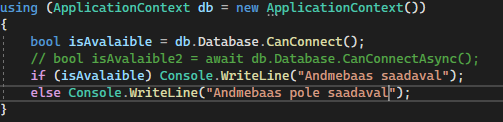 using (ApplicationContext db = new ApplicationContext())
{
bool isAvalaible = db.Database.CanConnect();
// bool isAvalaible2 = await db.Database.CanConnectAsync();
if (isAvalaible) Console.WriteLine("Andmebaas saadaval");
else Console.WriteLine("Andmebaas pole saadaval");
}